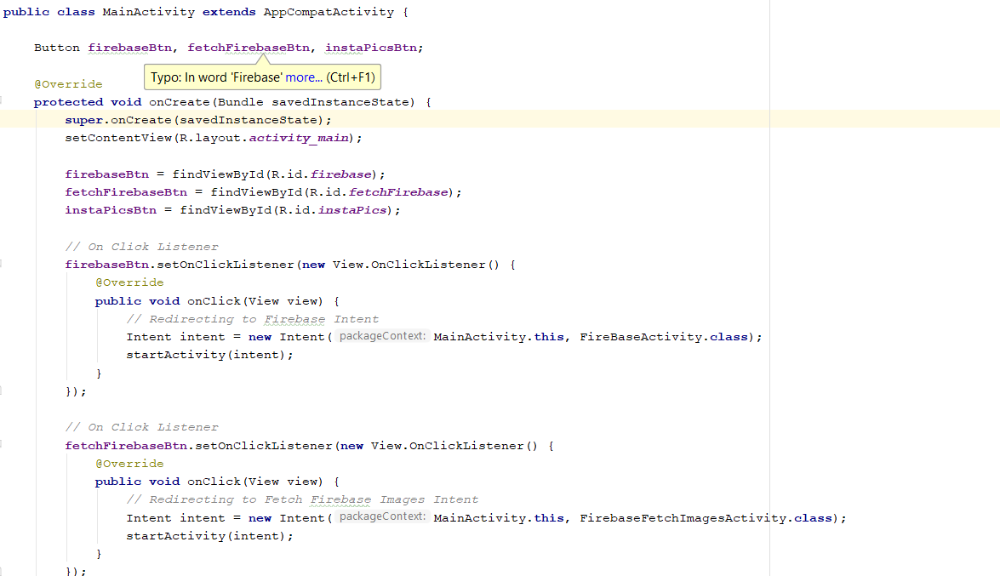 public class MainActivity extends AppCompatActivity {
Button firebaseBtn, fetchFirebaseBtn, instaPicsBtn;
Typo: In word 'Firebase' more... (Ctrl+F1)
@Override
protected void onCreate(Bundle savedInstanceState) {
super.onCreate(savedInstanceState);
setContentView(R.layout.activity_main);
firebaseBtn = findViewById(R.id.firebase);
fetchFirebaseBtn = findViewById(R.id.fetchFirebase);
instaPicsBtn = findViewById(R.id.instaPics);
// On Click Listener
firebaseBtn.setOnClickListener(new View.OnClickListener() {
@Override
public void onClick(View view) {
// Redirecting to Firebase Intent
Intent intent = new Intent( packageContext: MainActivity.this, FireBaseActivity.class);
startActivity(intent);
}
});
// On Click Listener
fetchFirebaseBtn.setOnClickListener(new View.OnClickListener() {
@Override
public void onClick(View view) {
// Redirecting to Fetch Firebase Images Intent
Intent intent = new Intent( packageContext: MainActivity.this, FirebaseFetchImagesActivity.class);
startActivity(intent);
}
});